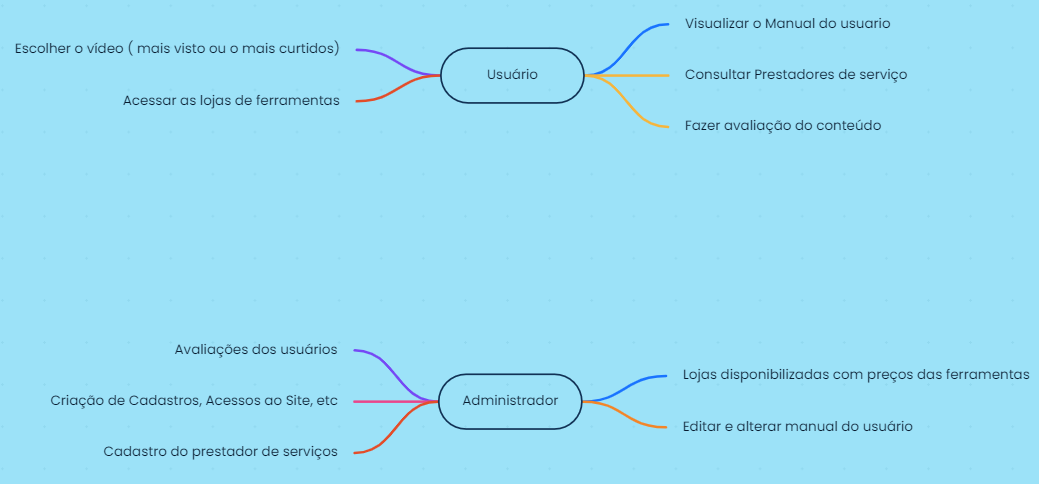 Visualizar o Manual do usuario
Escolher o vídeo ( mais visto ou o mais curtidos)
Usuário
Consultar Prestadores de serviço
Acessar as lojas de ferramentas
Fazer avaliação do conteúdo
Avaliações dos usuários
Lojas disponibilizadas com preços das ferramentas
Criação de Cadastros, Acessos ao Site, etc
Administrador
Editar e alterar manual do usuário
Cadastro do prestador de serviços